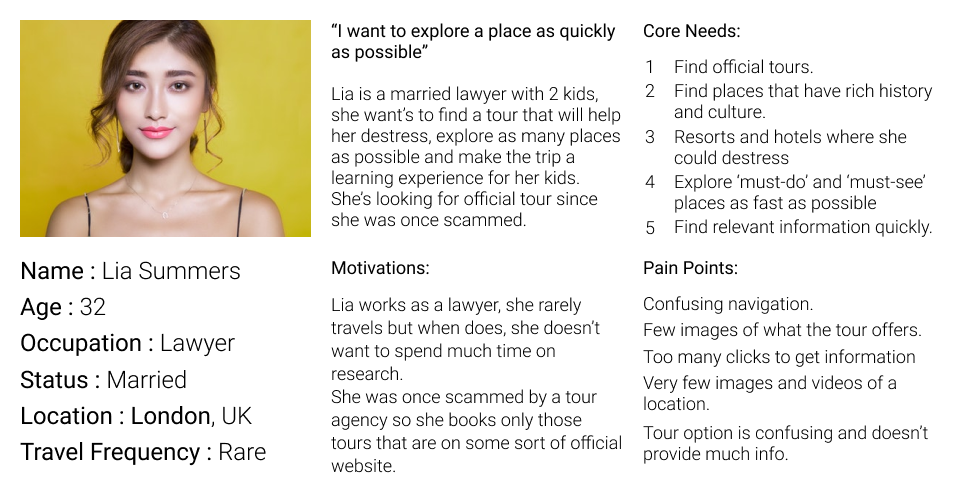 “I want to explore a place as quickly
as possible”
Lia is a married lawyer with 2 kids,
she want’s to find a tour that will help
her destress, explore as many places
as possible and make the trip a
learning experience for her kids.
She’s looking for official tour since
she was once scammed.
Core Needs:
1 Find official tours.
2 Find places that have rich history
and culture.
3 Resorts and hotels where she
could destress
4 Explore ‘must-do’ and ‘must-see’
places as fast as possible
5 Find relevant information quickly.
Name : Lia Summers
Age : 32
Occupation : Lawyer
Status : Married
Location : London, UK
Travel Frequency : Rare
Motivations:
Lia works as a lawyer, she rarely
travels but when does, she doesn’t
want to spend much time on
research.
She was once scammed by a tour
agency so she books only those
tours that are on some sort of official
website.
Pain Points:
Confusing navigation.
Few images of what the tour offers.
Too many clicks to get information
Very few images and videos of a
location.
Tour option is confusing and doesn’t
provide much info.